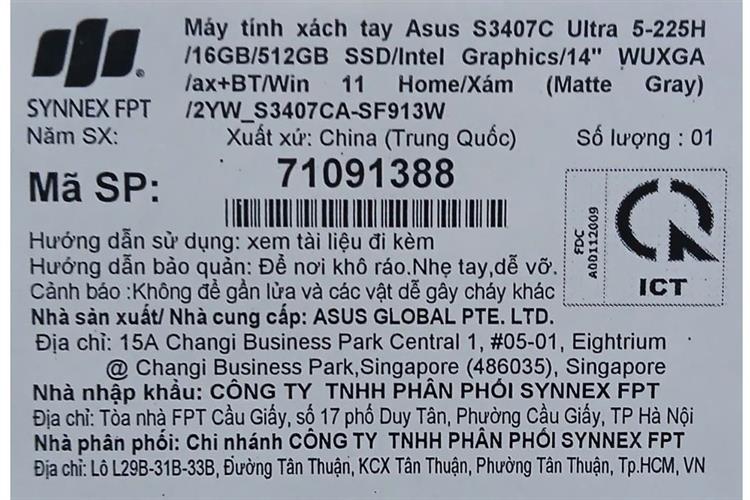 Máy tính xách tay Asus S3407C Ultra 5-225H
/16GB/512GB SSD/Intel Graphics/14" WUXGA
/ax+BT/Win 11 Home/Xám (Matte Gray)
/2YW_S3407CA-SF913W
SYNNEX FPT
Năm SX: Xuất xứ: China (Trung Quốc) Số lượng : 01
Mã SP: 71091388
Hướng dẫn sử dụng: xem tài liệu đi kèm
Hướng dẫn bảo quản: Để nơi khô ráo.Nhẹ tay,dễ vỡ.
Cảnh báo :Không để gần lửa và các vật dễ gây cháy khác
FDC
A00112009
ICT
Nhà sản xuất/ Nhà cung cấp: ASUS GLOBAL PTE. LTD.
Địa chỉ: 15A Changi Business Park Central 1, #05-01, Eightrium
@ Changi Business Park,Singapore (486035), Singapore
Nhà nhập khẩu: CÔNG TY TNHH PHÂN PHỐI SYNNEX FPT
Địa chỉ: Tòa nhà FPT Cầu Giấy, số 17 phố Duy Tân, Phường Cầu Giấy, TP Hà Nội
Nhà phân phối: Chi nhánh CÔNG TY TNHH PHÂN PHỐI SYNNEX FPT
Địa chỉ: Lô L29B-31B-33B, Đường Tân Thuận, KCX Tân Thuận, Phường Tân Thuận, Tp.HCM, VN